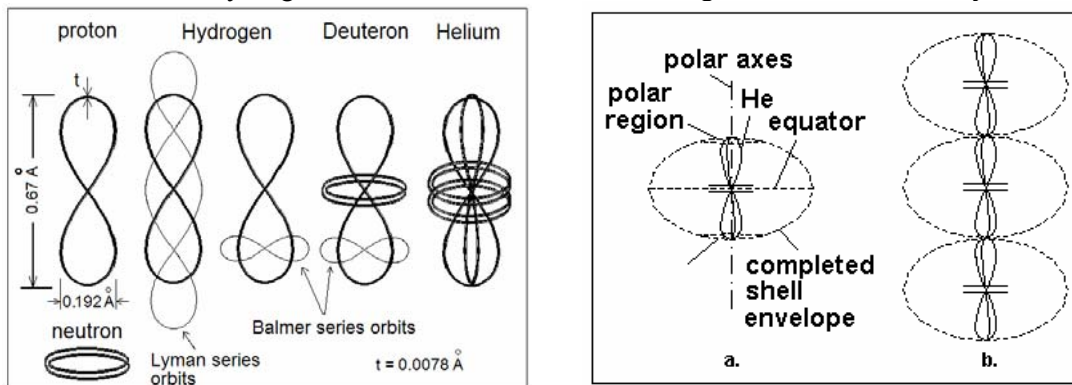 proton
Hydrogen
Deuteron
Helium
t
0.67 Å
0.192 Å
neutron
Lyman series
orbits
Balmer series orbits
t = 0.0078 Å
polar axes
He
polar
region
equator
completed
shell
envelope
a.
b.